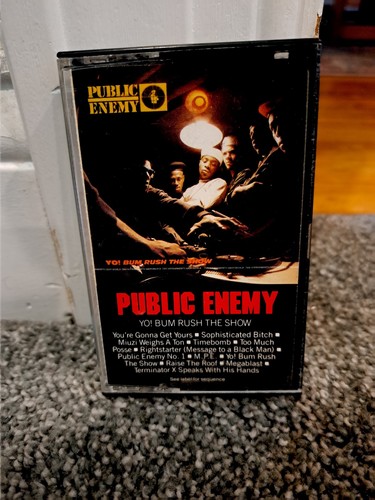 PUBLIC
ENEMY
YO! BUM RUSH THE SHOW
PUBLIC ENEMY
YO! BUM RUSH THE SHOW
You're Gonna Get Yours ■ Sophisticated Bitch ■
Miuzi Weighs A Ton ■ Timebomb ■ Too Much
Posse ■ Rightstarter (Message to a Black Man) ■
Public Enemy No. 1 ■ M.P.E. ■ Yo! Bum Rush
The Show ■ Raise The Roof ■ Megablast ■
Terminator X Speaks With His Hands
See label for sequence